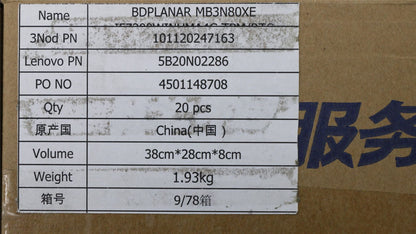 Name BDPLANAR MB3N80XE
3Nod PN 101120247163
Lenovo PN 5B20N02286
PO NO 4501148708
Qty 20 pcs
原产国 China(中国 )
Volume 38cm*28cm*8cm
Weight 1.93kg
箱号 9/78箱
服务